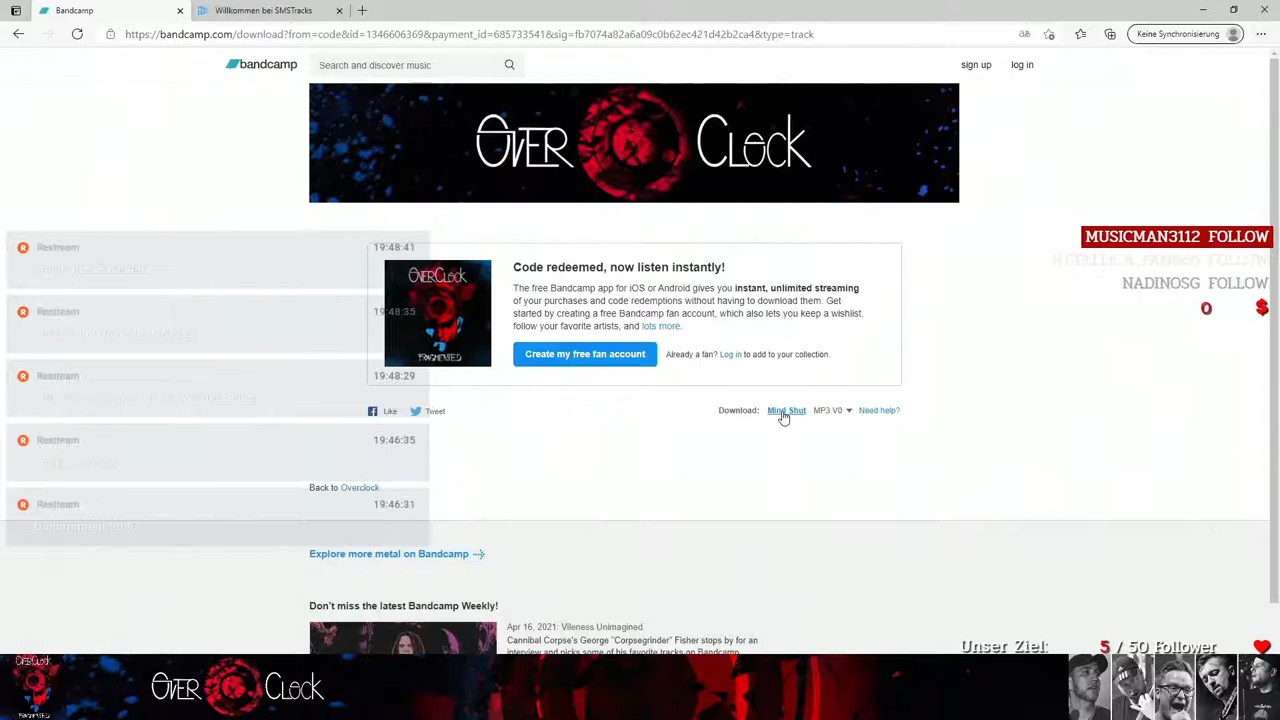 Bandcamp
Willkommen bei SMSTracks
https://bandcamp.com/download?from=code&id=1346606369&payment_id=685733541&sig=fb7074a82a6a09c0b62ec421d42b2ca4&type=track
Keine Synchronisierung
bandcamp
Search and discover music
sign up
log in
OVER CLOCK
MUSICMAN3112 FOLLOW
NADINOSG FOLLOW
0 $
Restream 19:48:41
Restream 19:48:35
Restream 19:48:29
Restream 19:46:35
Restream 19:46:31
OVERCLOCK
FRAGMENTED
Code redeemed, now listen instantly!
The free Bandcamp app for iOS or Android gives you instant, unlimited streaming
of your purchases and code redemptions without having to download them. Get
started by creating a free Bandcamp fan account, which also lets you keep a wishlist,
follow your favorite artists, and lots more.
Create my free fan account
Already a fan? Log in to add to your collection.
Like
Tweet
Download: Mind Shut MP3 V0 Need help?
Back to Overclock
Explore more metal on Bandcamp
Don't miss the latest Bandcamp Weekly!
Apr 16, 2021: Vileness Unimagined
Cannibal Corpse's George "Corpsegrinder" Fisher stops by for an
interview and picks some of his favorite tracks on Bandcamp.
Unser Ziel: 5 / 50 Follower
OVERCLOCK
FRAGMENTED
OVER CLOCK